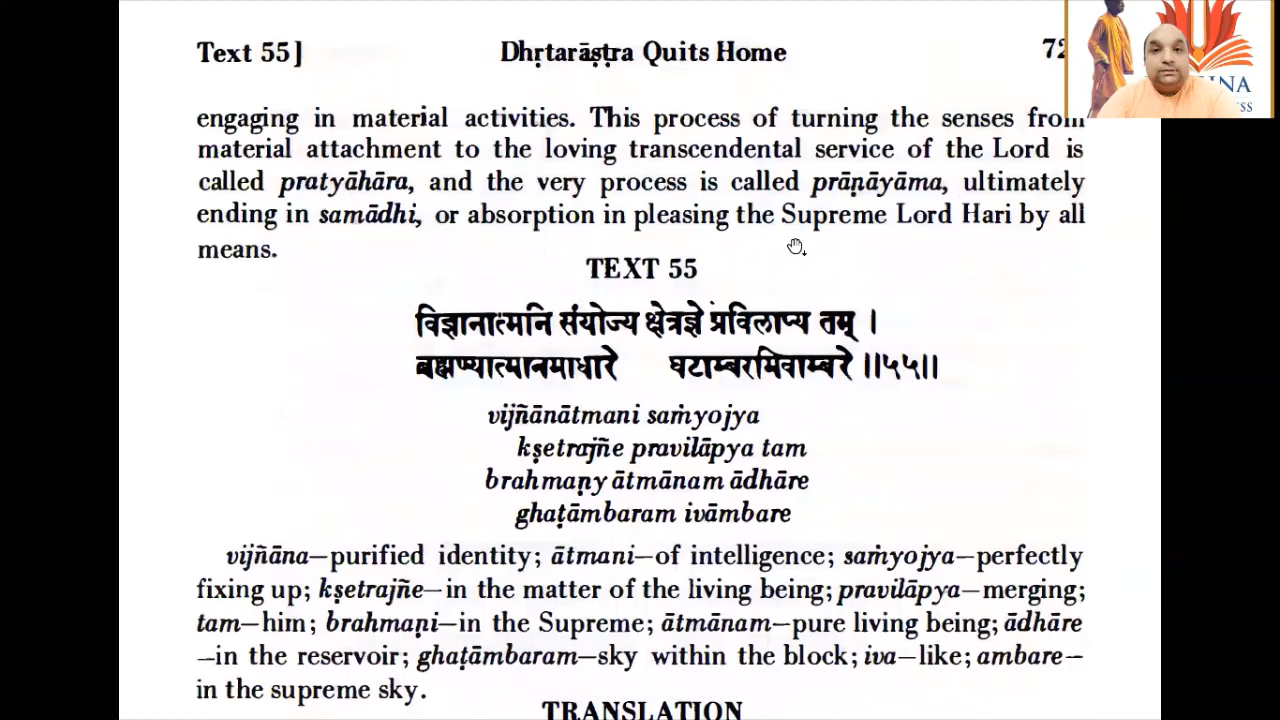 Text 55]
Dhṛtarāṣṭra Quits Home
72
engaging in material activities. This process of turning the senses from
material attachment to the loving transcendental service of the Lord is
called pratyāhāra, and the very process is called prāṇāyāma, ultimately
ending in samādhi, or absorption in pleasing the Supreme Lord Hari by all
means.
TEXT 55
विज्ञानात्मनि संयोज्य क्षेत्रज्ञे प्रविलाप्य तम् ।
ब्रह्मण्यात्मानमाधारे घटाम्बरमिवाम्बरे ॥५५॥
vijñānātmani saṁyojya
kṣetrajñe pravilāpya tam
brahmaṇy ātmānam ādhāre
ghaṭāmbaram ivāmbare
vijñāna—purified identity; ātmani—of intelligence; saṁyojya—perfectly
fixing up; kṣetrajñe—in the matter of the living being; pravilāpya—merging;
tam—him; brahmaṇi—in the Supreme; ātmānam—pure living being; ādhāre
—in the reservoir; ghaṭāmbaram—sky within the block; iva—like; ambare—
in the supreme sky.
TRANSLATION